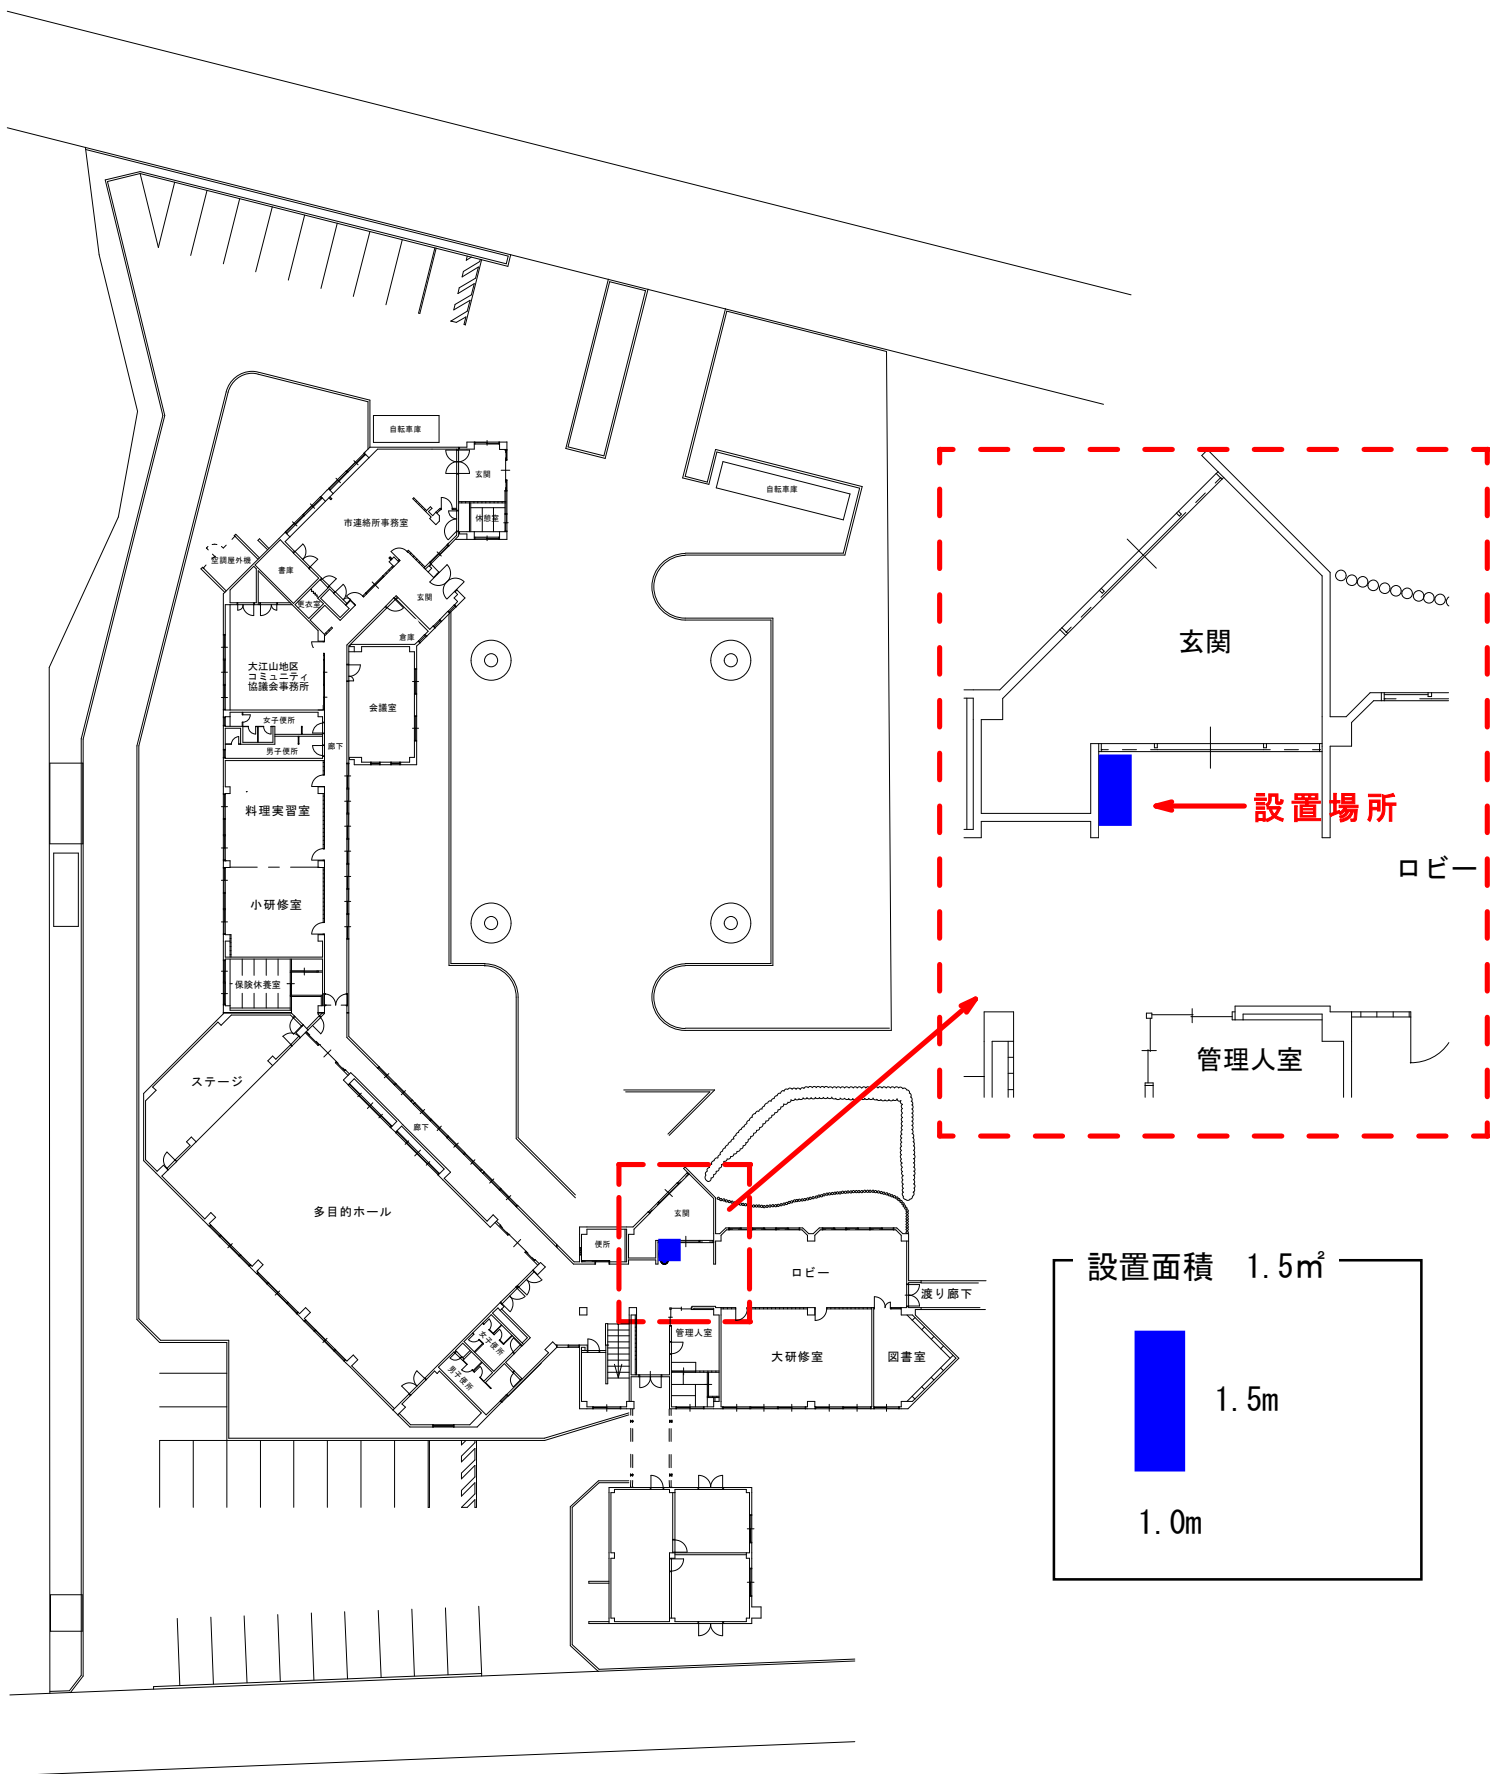 自転車庫
玄関
自転車庫
市連絡所事務室
休憩室
空調屋外機
書庫
玄関
更衣室
倉庫
大江山地区
コミュニティ
協議会事務所
会議室
女子便所
男子便所
廊下
料理実習室
小研修室
保険休養室
ステージ
廊下
多目的ホール
玄関
便所
ロビー
渡り廊下
管理人室
大研修室
図書室
女子便所
男子便所
玄関
設置場所
ロビー
管理人室
設置面積 1.5㎡
1.5m
1.0m